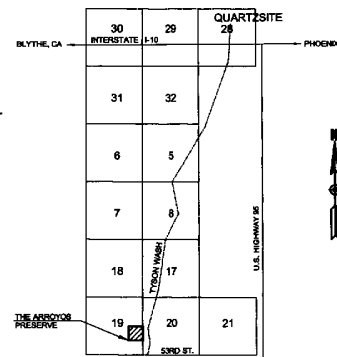 QUARTZSITE
30 29 28
BLYTHE, CA INTERSTATE I-10 PHOENIX
31 32
6 5
7 8
U.S. HIGHWAY 95
TYSON WASH
18 17
THE ARROYOS
PRESERVE
19 20 21
53RD ST.